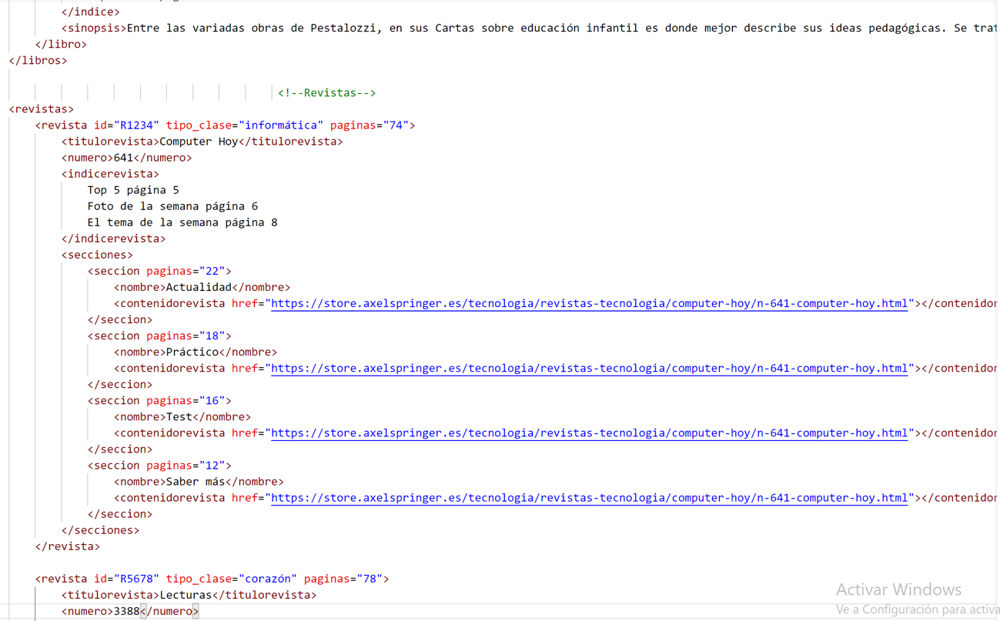 </indice>
<sinopsis>Entre las variadas obras de Pestalozzi, en sus Cartas sobre educación infantil es donde mejor describe sus ideas pedagógicas. Se trat
</libro>
</libros>
<!--Revistas-->
<revistas>
<revista id="R1234" tipo_clase="informática" paginas="74">
<titulorevista>Computer Hoy</titulorevista>
<numero>641</numero>
<indicerevista>
Top 5 página 5
Foto de la semana página 6
El tema de la semana página 8
</indicerevista>
<secciones>
<seccion paginas="22">
<nombre>Actualidad</nombre>
<contenidorevista href="https://store.axelspringer.es/tecnologia/revistas-tecnologia/computer-hoy/n-641-computer-hoy.html"></contenidor
</seccion>
<seccion paginas="18">
<nombre>Práctico</nombre>
<contenidorevista href="https://store.axelspringer.es/tecnologia/revistas-tecnologia/computer-hoy/n-641-computer-hoy.html"></contenidor
</seccion>
<seccion paginas="16">
<nombre>Test</nombre>
<contenidorevista href="https://store.axelspringer.es/tecnologia/revistas-tecnologia/computer-hoy/n-641-computer-hoy.html"></contenidor
</seccion>
<seccion paginas="12">
<nombre>Saber más</nombre>
<contenidorevista href="https://store.axelspringer.es/tecnologia/revistas-tecnologia/computer-hoy/n-641-computer-hoy.html"></contenidor
</seccion>
</secciones>
</revista>
<revista id="R5678" tipo_clase="corazón" paginas="78">
<titulorevista>Lecturas</titulorevista>
<numero>3388</numero>
Activar Windows
Ve a Configuración para activa